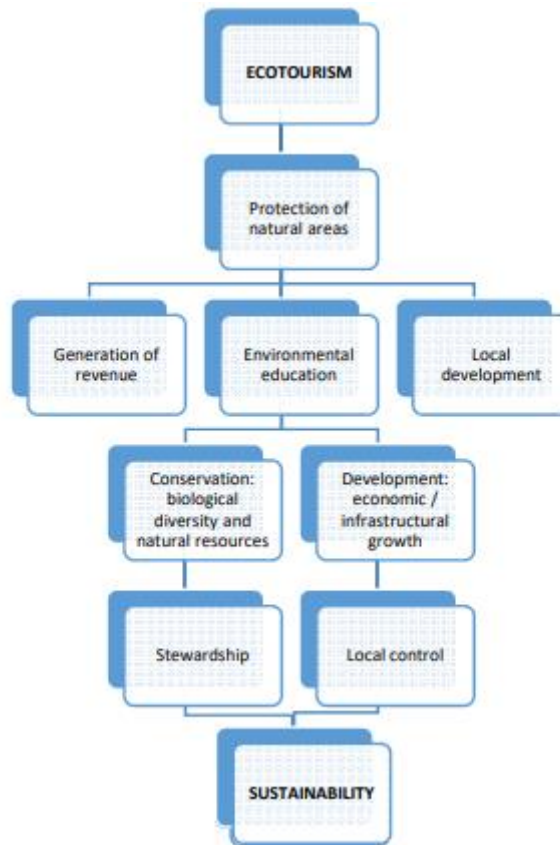 ECOTOURISM
Protection of
natural areas
Generation of
revenue
Environmental
education
Local
development
Conservation:
biological
diversity and
natural resources
Development:
economic /
infrastructural
growth
Stewardship
Local control
SUSTAINABILITY